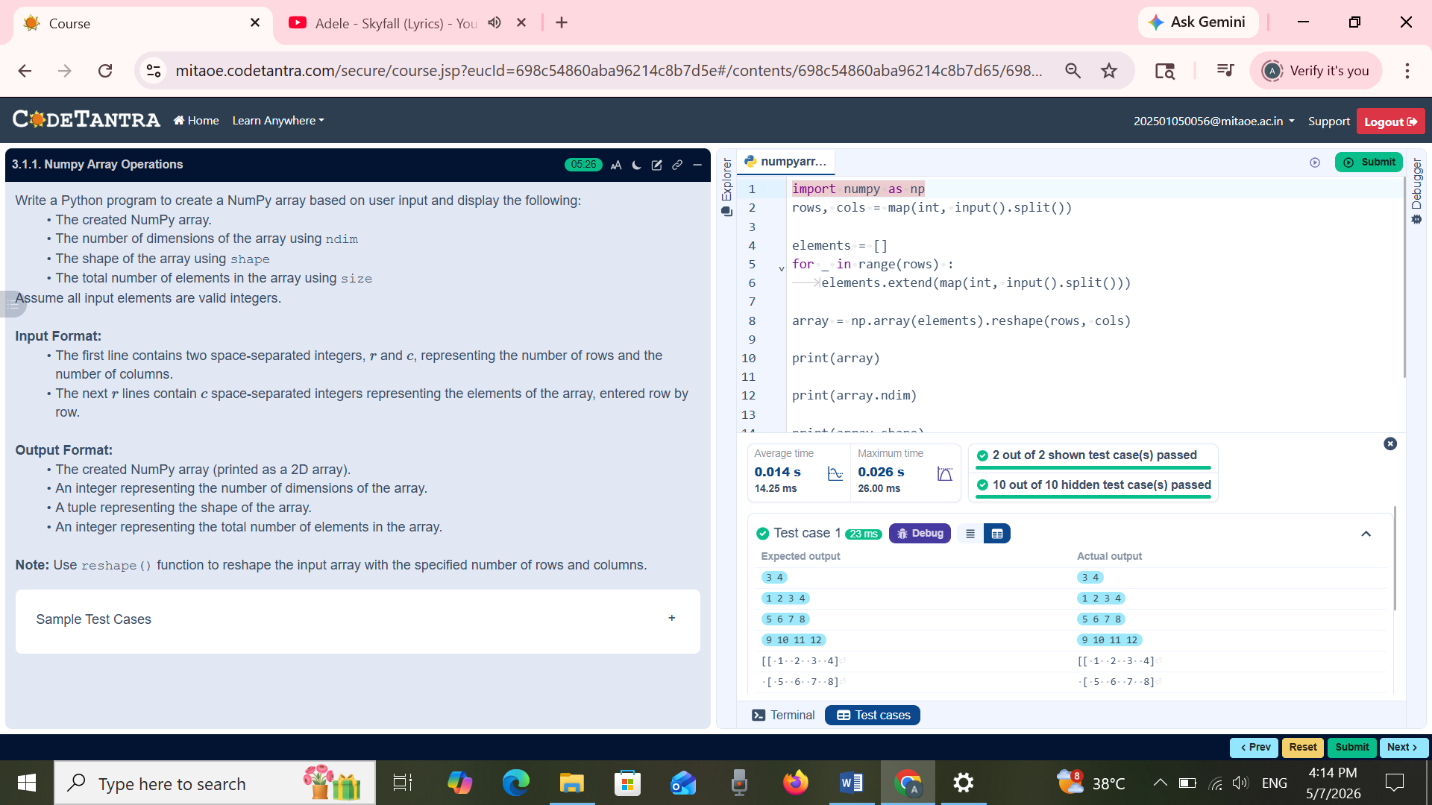 Course
Adele - Skyfall (Lyrics) - You
Ask Gemini
mitaoe.codetantra.com/secure/course.jsp?eucId=698c54860aba96214c8b7d5e#/contents/698c54860aba96214c8b7d65/698...
A
Verify it's you
CODETANTRA
Home
Learn Anywhere
202501050056@mitaoe.ac.in
Support
Logout
3.1.1. Numpy Array Operations
05:26
AA
Write a Python program to create a NumPy array based on user input and display the following:
• The created NumPy array.
• The number of dimensions of the array using ndim
• The shape of the array using shape
• The total number of elements in the array using size
Assume all input elements are valid integers.
Input Format:
• The first line contains two space-separated integers, r and c, representing the number of rows and the
number of columns.
• The next r lines contain c space-separated integers representing the elements of the array, entered row by
row.
Output Format:
• The created NumPy array (printed as a 2D array).
• An integer representing the number of dimensions of the array.
• A tuple representing the shape of the array.
• An integer representing the total number of elements in the array.
Note: Use reshape() function to reshape the input array with the specified number of rows and columns.
Sample Test Cases
+
Explorer
numpyarr...
Submit
Debugger
1 import numpy as np
2 rows, cols = map(int, input().split())
3
4 elements = []
5 for _ in range(rows) :
6 elements.extend(map(int, input().split()))
7
8 array = np.array(elements).reshape(rows, cols)
9
10 print(array)
11
12 print(array.ndim)
13
14 print(array.shape)
Average time
0.014 s
14.25 ms
Maximum time
0.026 s
26.00 ms
2 out of 2 shown test case(s) passed
10 out of 10 hidden test case(s) passed
Test case 1
23 ms
Debug
Expected output
Actual output
3 4
3 4
1 2 3 4
1 2 3 4
5 6 7 8
5 6 7 8
9 10 11 12
9 10 11 12
[[·1··2··3··4]
[[·1··2··3··4]
·[·5··6··7··8]
·[·5··6··7··8]
Terminal
Test cases
< Prev
Reset
Submit
Next >
Type here to search
W
A
8
38°C
ENG
4:14 PM
5/7/2026